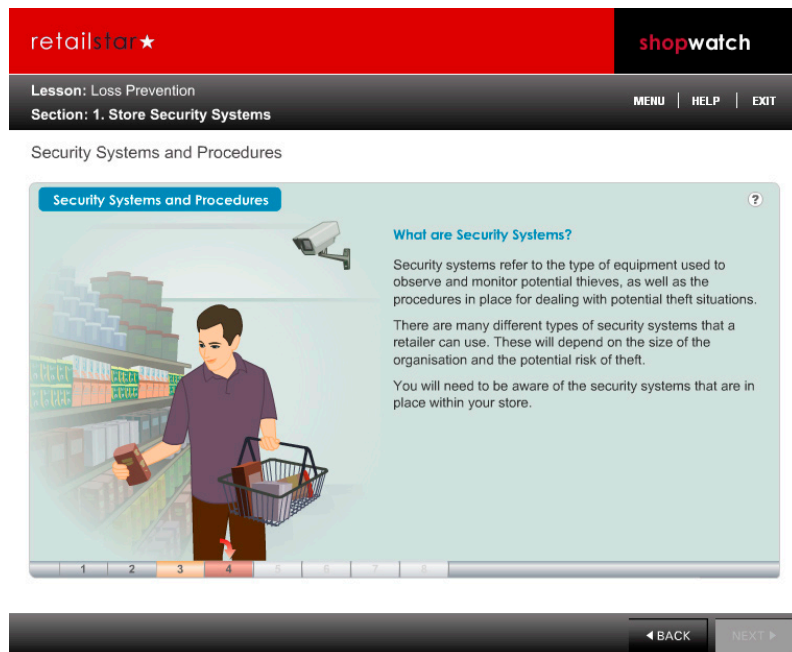 retailstar★
shopwatch
Lesson: Loss Prevention
MENU | HELP | EXIT
Section: 1. Store Security Systems
Security Systems and Procedures
Security Systems and Procedures
?
What are Security Systems?
Security systems refer to the type of equipment used to
observe and monitor potential thieves, as well as the
procedures in place for dealing with potential theft situations.
There are many different types of security systems that a
retailer can use. These will depend on the size of the
organisation and the potential risk of theft.
You will need to be aware of the security systems that are in
place within your store.
1 2 3 4 5 6 7 8
◀ BACK
NEXT ▶